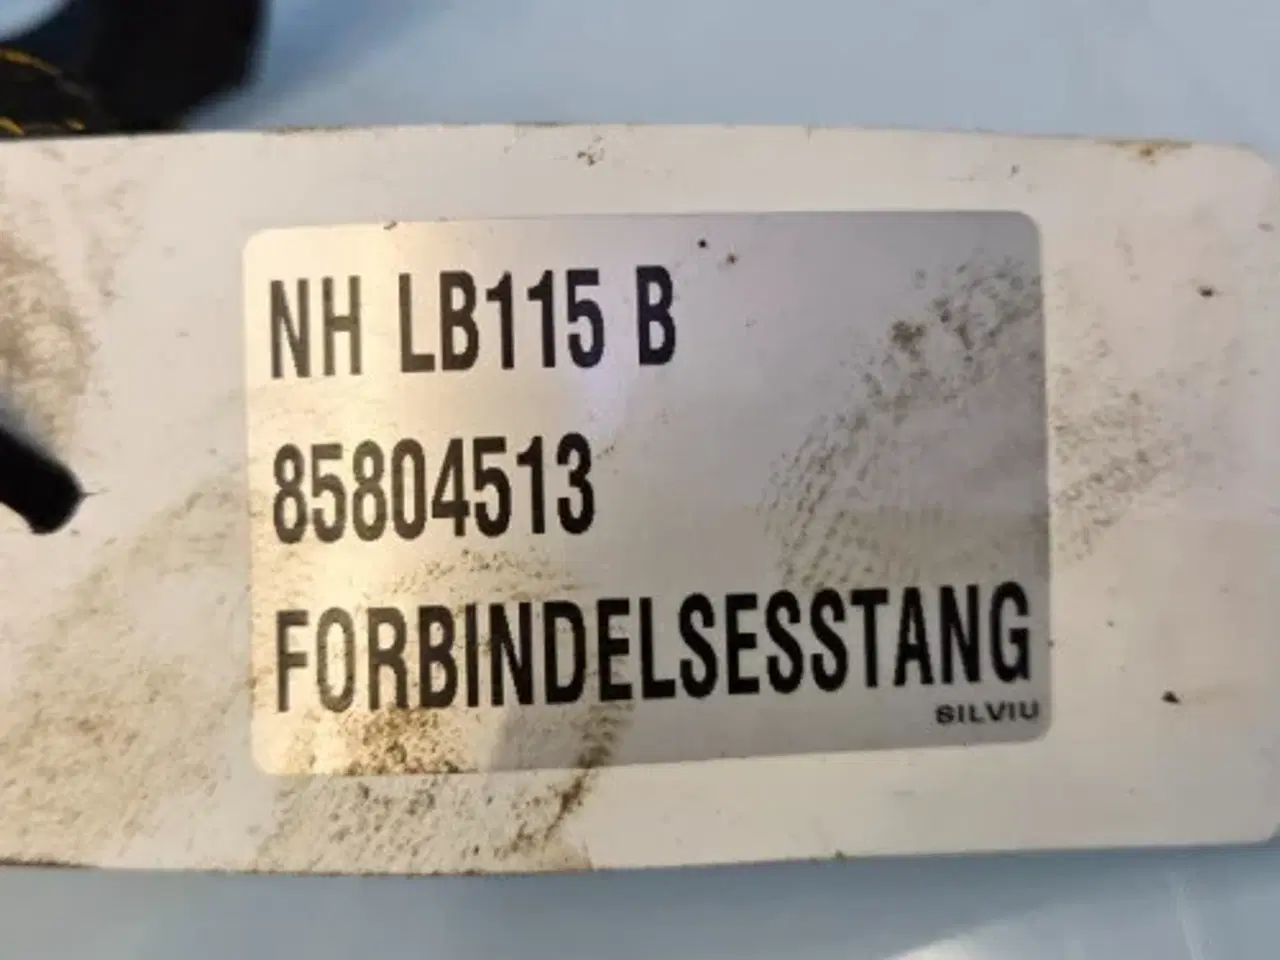 NH LB115 B
85804513
FORBINDELSESSTANG
SILVIU